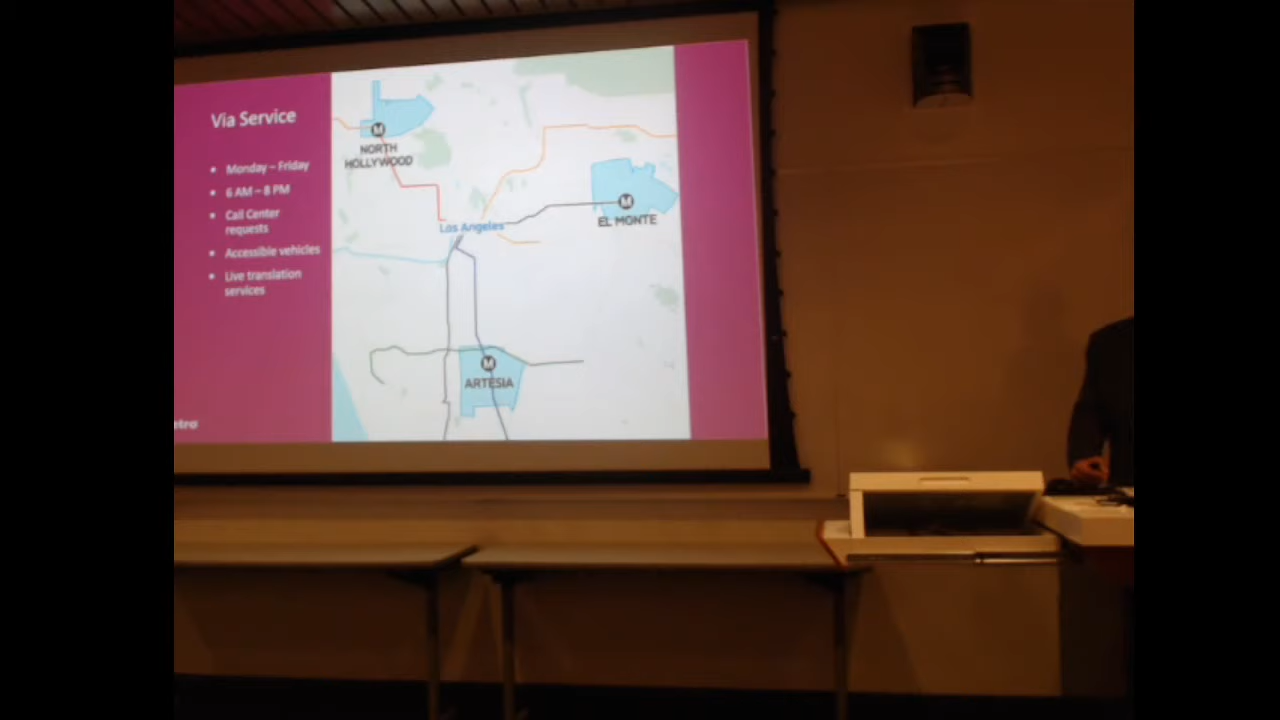 Via Service
• Monday – Friday
• 6 AM – 8 PM
• Call Center
requests
• Accessible vehicles
• Live translation
services
etro
M
NORTH
HOLLYWOOD
M
EL MONTE
Los Angeles
M
ARTESIA